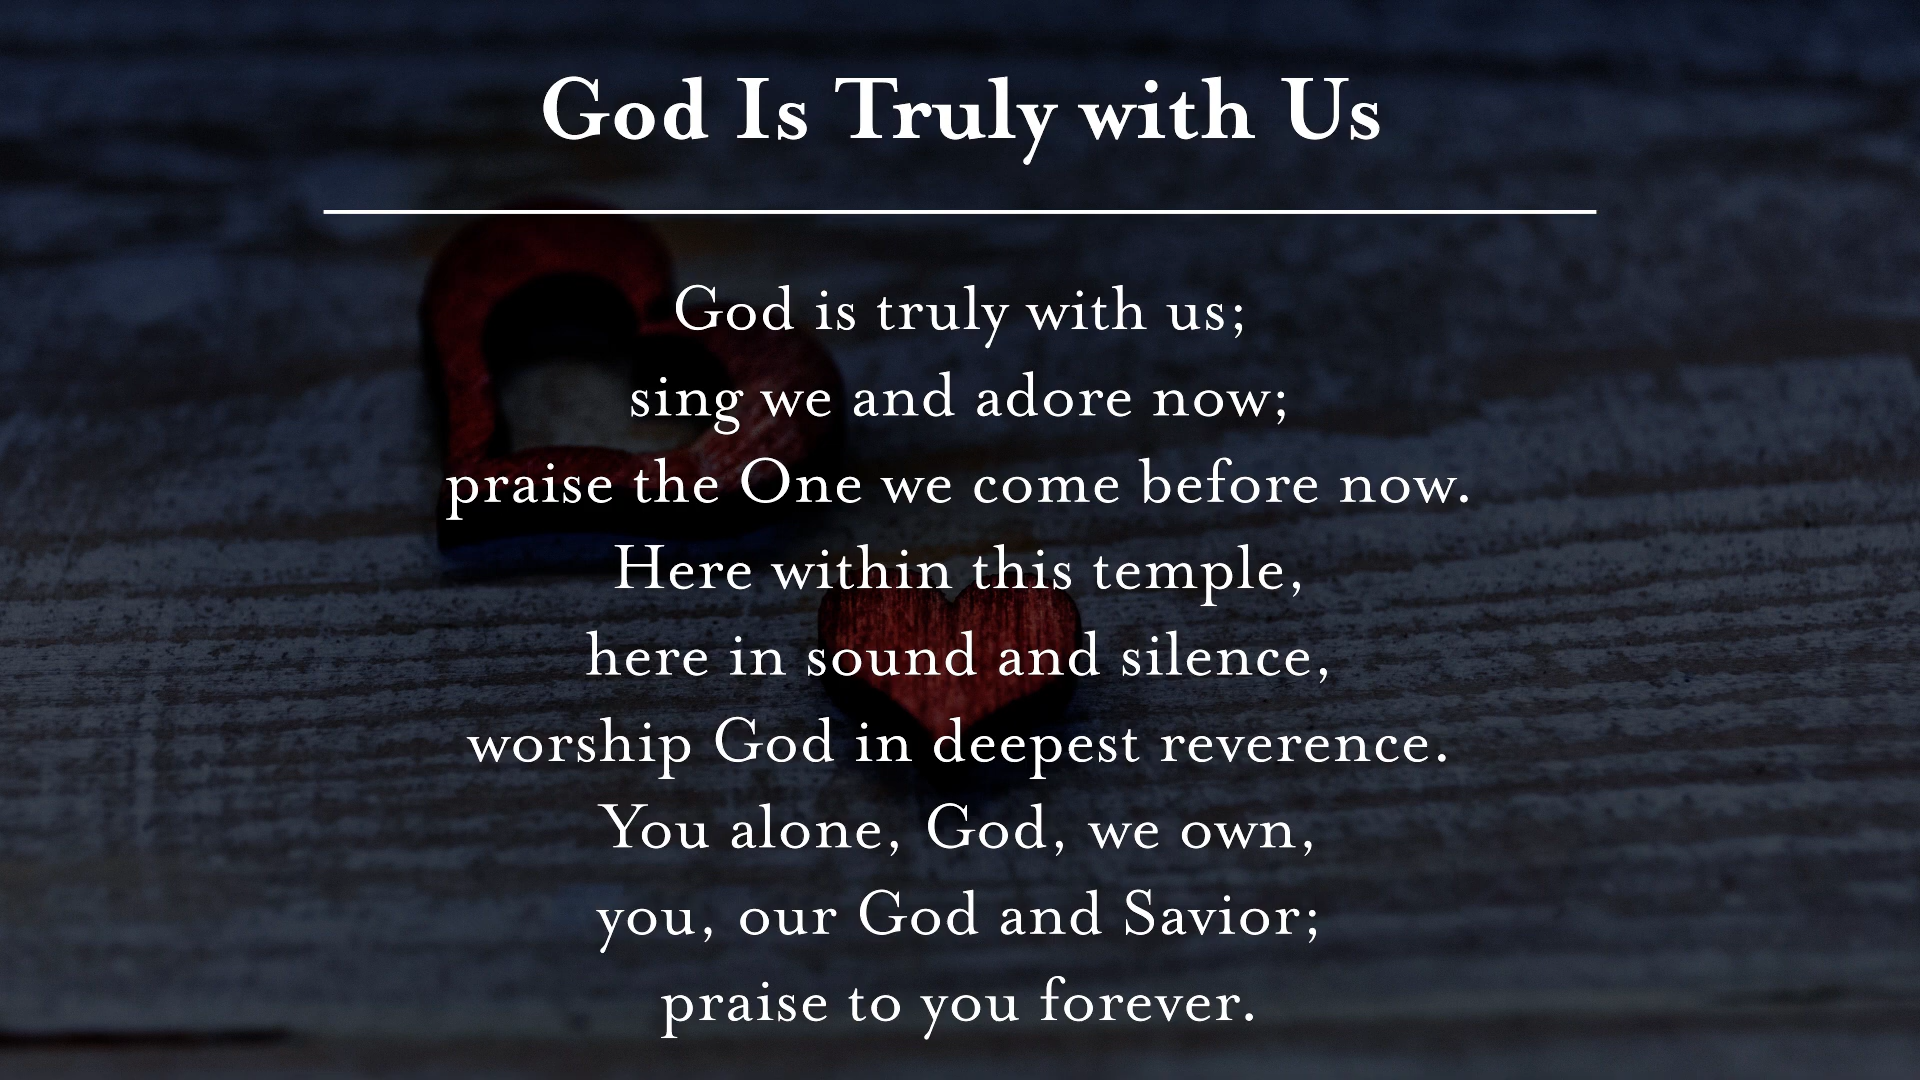 God Is Truly with Us
God is truly with us;
sing we and adore now;
praise the One we come before now.
Here within this temple,
here in sound and silence,
worship God in deepest reverence.
You alone, God, we own,
you, our God and Savior;
praise to you forever.